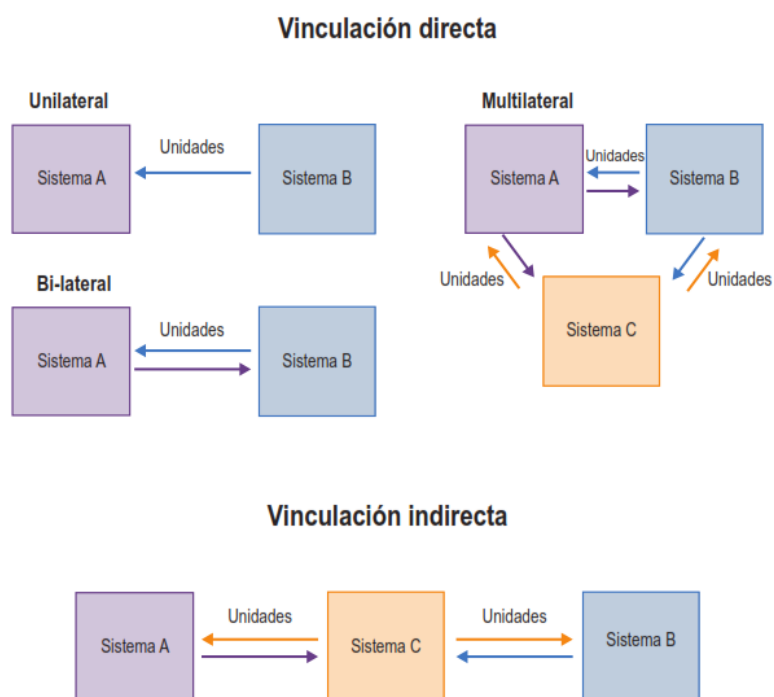 Vinculación directa
Unilateral
Sistema A
Unidades
Sistema B
Bi-lateral
Sistema A
Unidades
Sistema B
Multilateral
Sistema A
Unidades
Sistema B
Unidades
Unidades
Sistema C
Vinculación indirecta
Sistema A
Unidades
Sistema C
Unidades
Sistema B